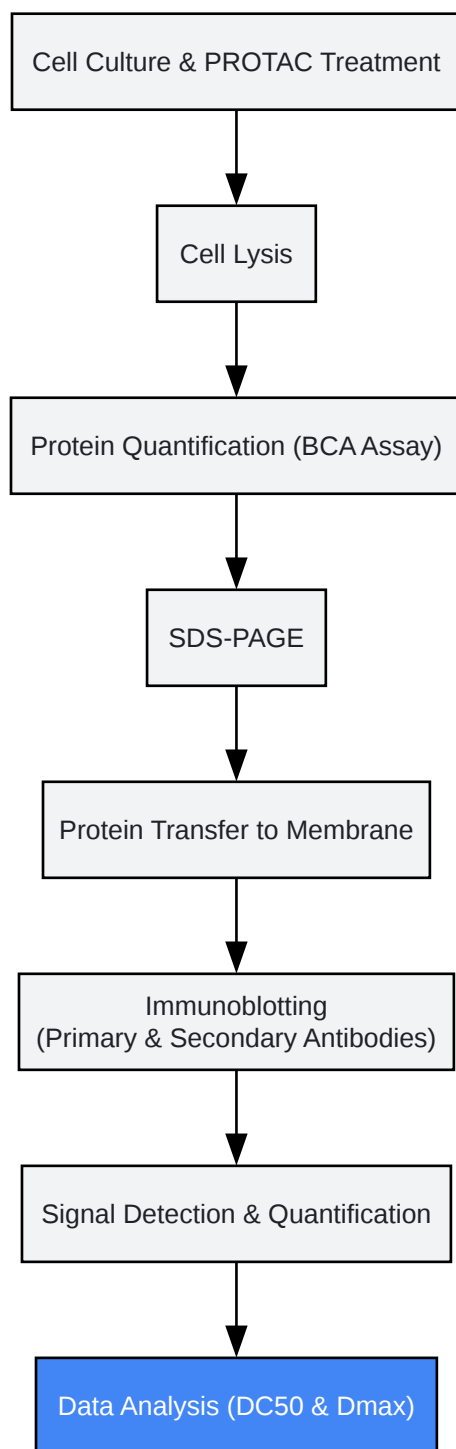 Cell Culture & PROTAC Treatment
Cell Lysis
Protein Quantification (BCA Assay)
SDS-PAGE
Protein Transfer to Membrane
Immunoblotting
(Primary & Secondary Antibodies)
Signal Detection & Quantification
Data Analysis (DC50 & Dmax)